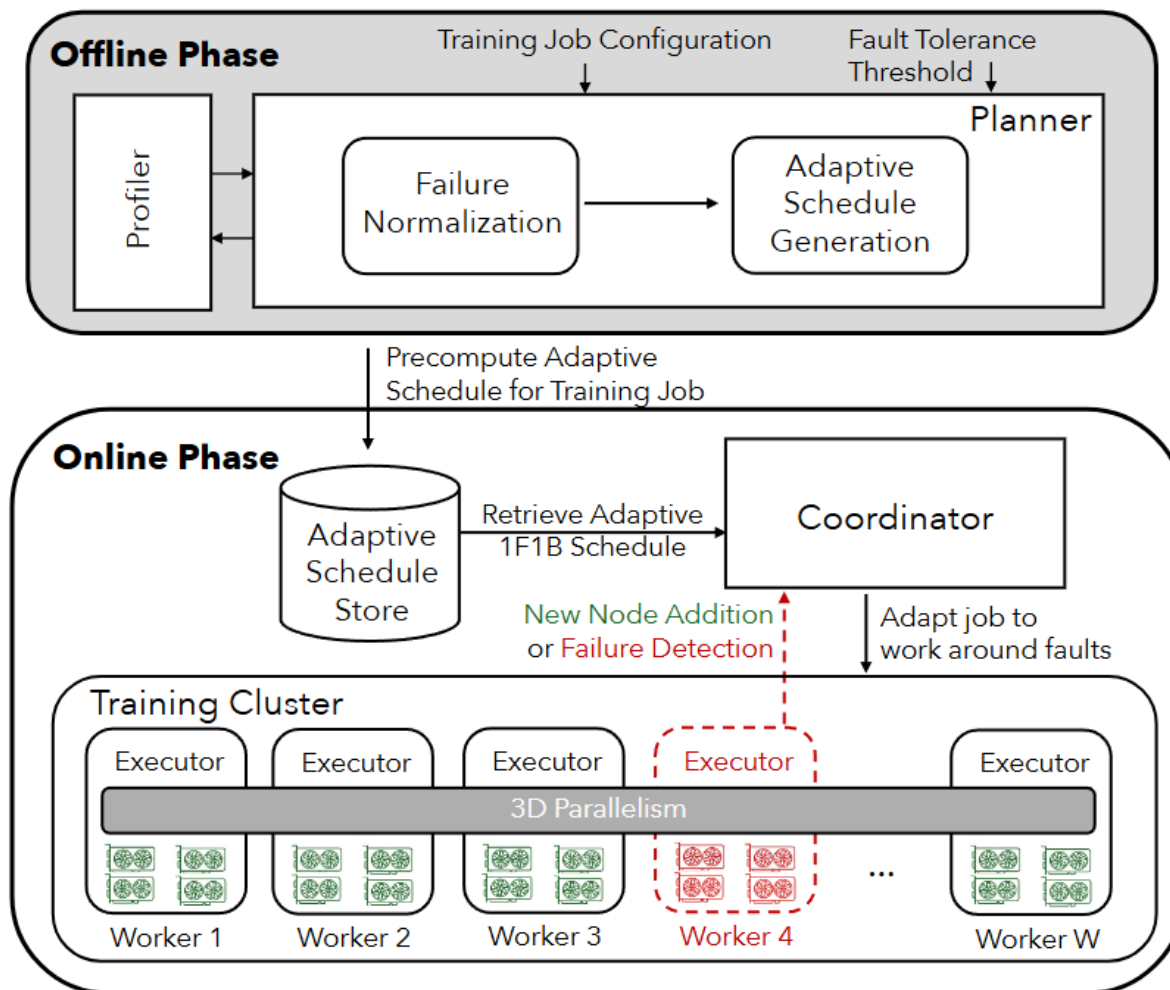 Offline Phase
Training Job Configuration
Fault Tolerance
Threshold
Profiler
Planner
Failure
Normalization
Adaptive
Schedule
Generation
Precompute Adaptive
Schedule for Training Job
Online Phase
Adaptive
Schedule
Store
Retrieve Adaptive
1F1B Schedule
Coordinator
New Node Addition
or Failure Detection
Adapt job to
work around faults
Training Cluster
Executor
Executor
Executor
Executor
Executor
3D Parallelism
...
Worker 1
Worker 2
Worker 3
Worker 4
Worker W